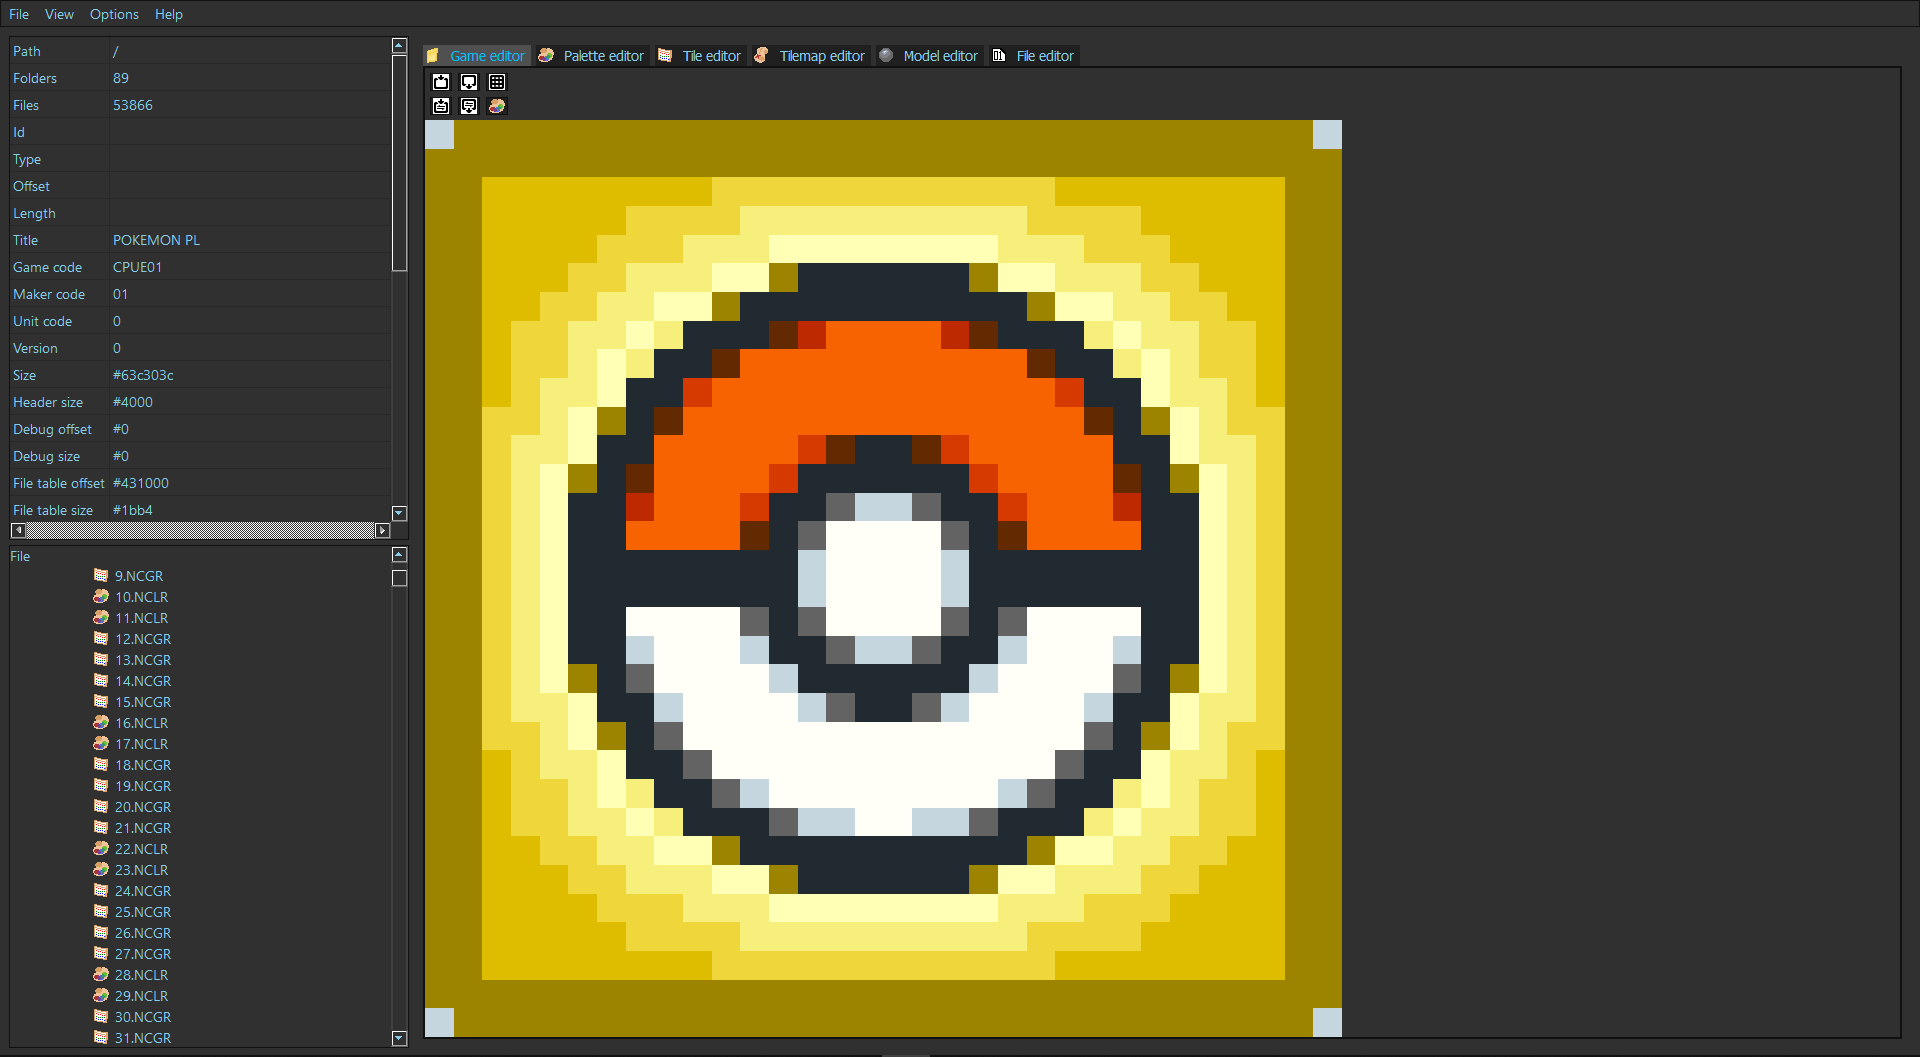 File View Options Help
Path /
Folders 89
Files 53866
Id
Type
Offset
Length
Title POKEMON PL
Game code CPUE01
Maker code 01
Unit code 0
Version 0
Size #63c303c
Header size #4000
Debug offset #0
Debug size #0
File table offset #431000
File table size #1bb4
File
9.NCGR
10.NCLR
11.NCLR
12.NCGR
13.NCGR
14.NCGR
15.NCGR
16.NCLR
17.NCLR
18.NCGR
19.NCGR
20.NCGR
21.NCGR
22.NCLR
23.NCLR
24.NCGR
25.NCGR
26.NCGR
27.NCGR
28.NCLR
29.NCLR
30.NCGR
31.NCGR
Game editor Palette editor Tile editor Tilemap editor Model editor File editor